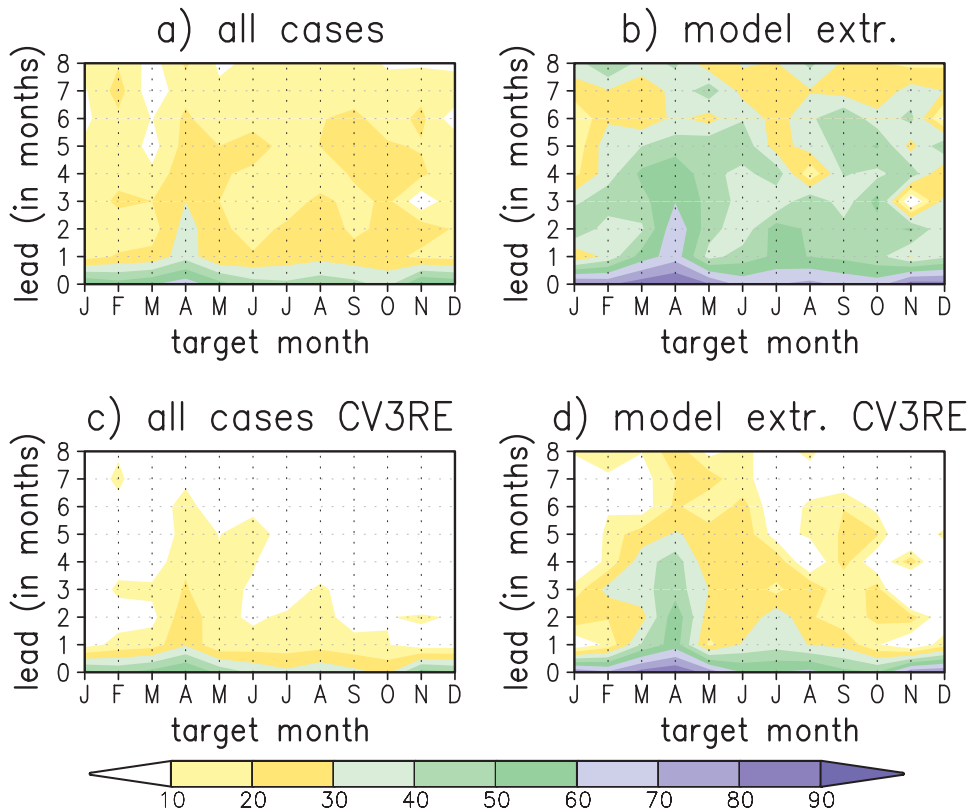 a) all cases
b) model extr.
lead (in months)
8
7
6
5
4
3
2
1
0
J F M A M J J A S O N D
target month
lead (in months)
8
7
6
5
4
3
2
1
0
J F M A M J J A S O N D
target month
c) all cases CV3RE
d) model extr. CV3RE
lead (in months)
8
7
6
5
4
3
2
1
0
J F M A M J J A S O N D
target month
lead (in months)
8
7
6
5
4
3
2
1
0
J F M A M J J A S O N D
target month
10 20 30 40 50 60 70 80 90